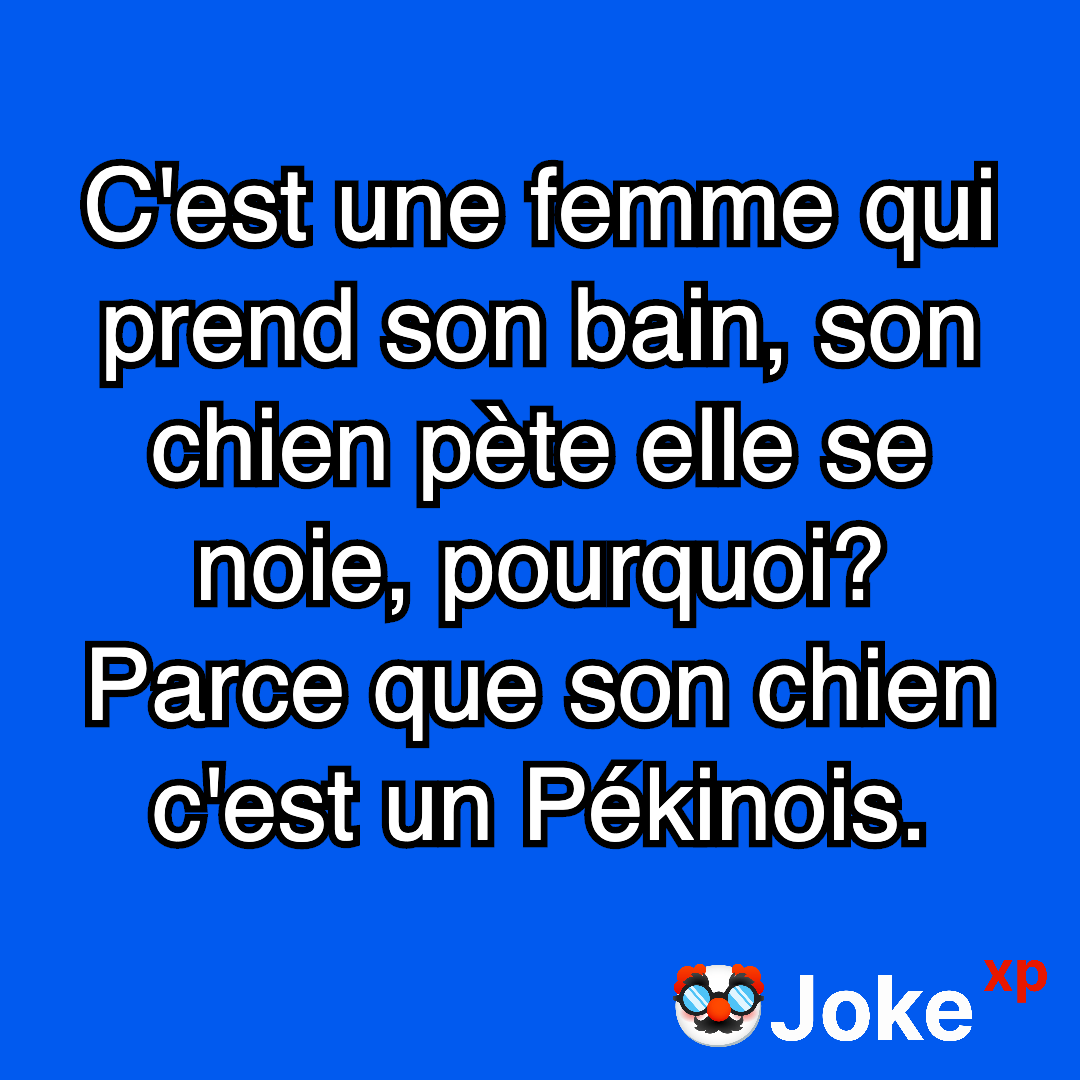 C'est une femme qui
prend son bain, son
chien pète elle se
noie, pourquoi?
Parce que son chien
c'est un Pékinois.
Joke xp